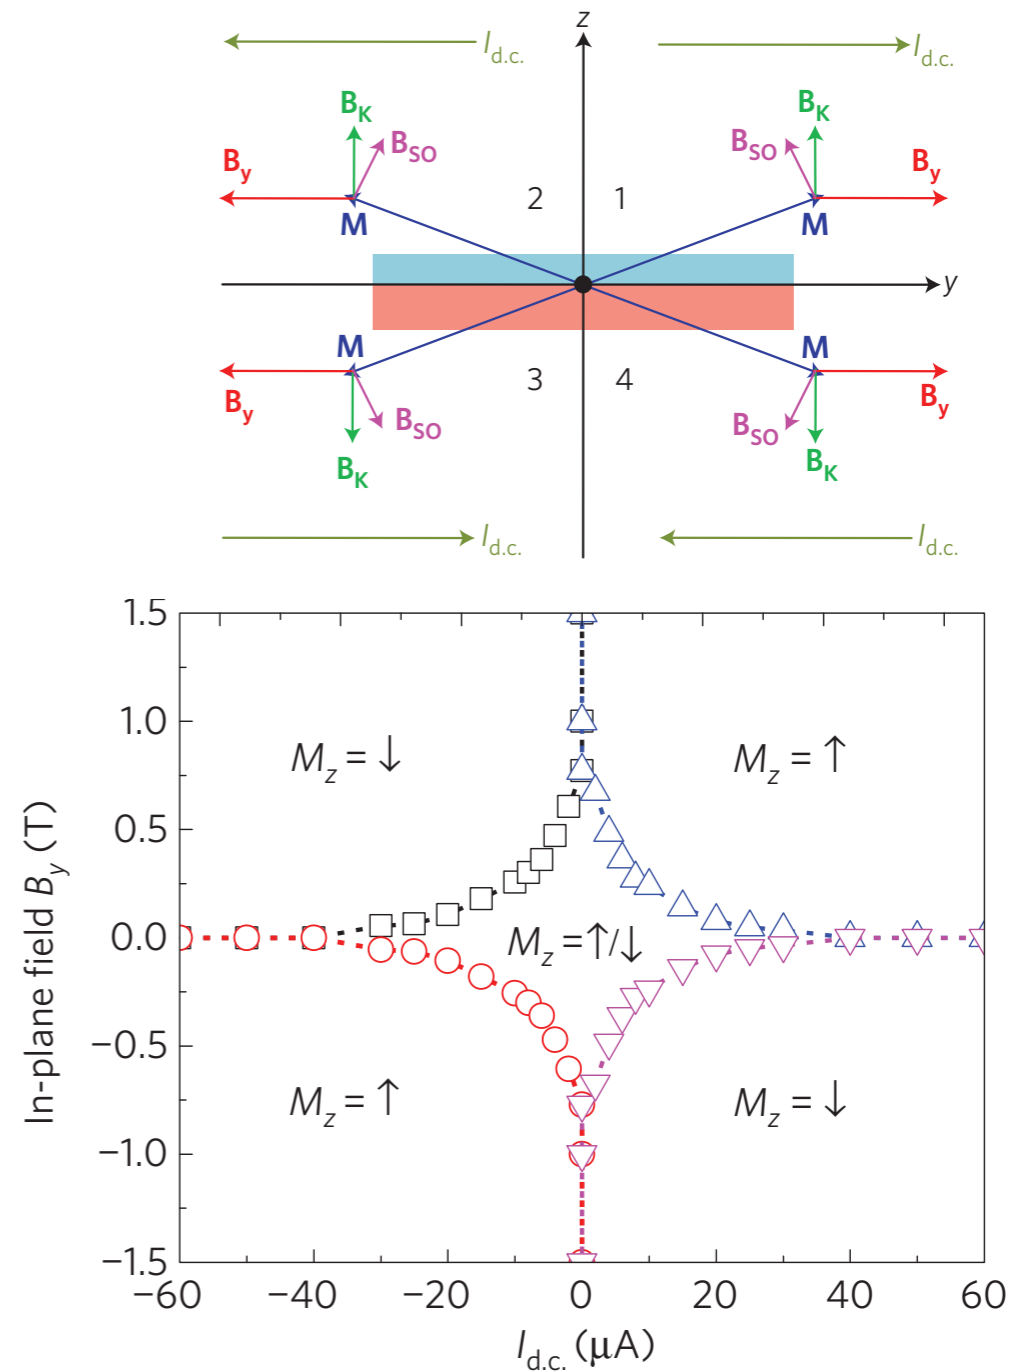 z
I_d.c. I_d.c.
B_K B_K
B_SO B_SO
B_y B_y
2 1
M M
y
M M
3 4
B_y B_y
B_SO B_SO
B_K B_K
I_d.c. I_d.c.
1.5
1.0
M_z = ↓ M_z = ↑
0.5
0.0
M_z = ↑/↓
−0.5
M_z = ↑ M_z = ↓
−1.0
−1.5
In-plane field B_y (T)
−60 −40 −20 0 20 40 60
I_d.c. (μA)